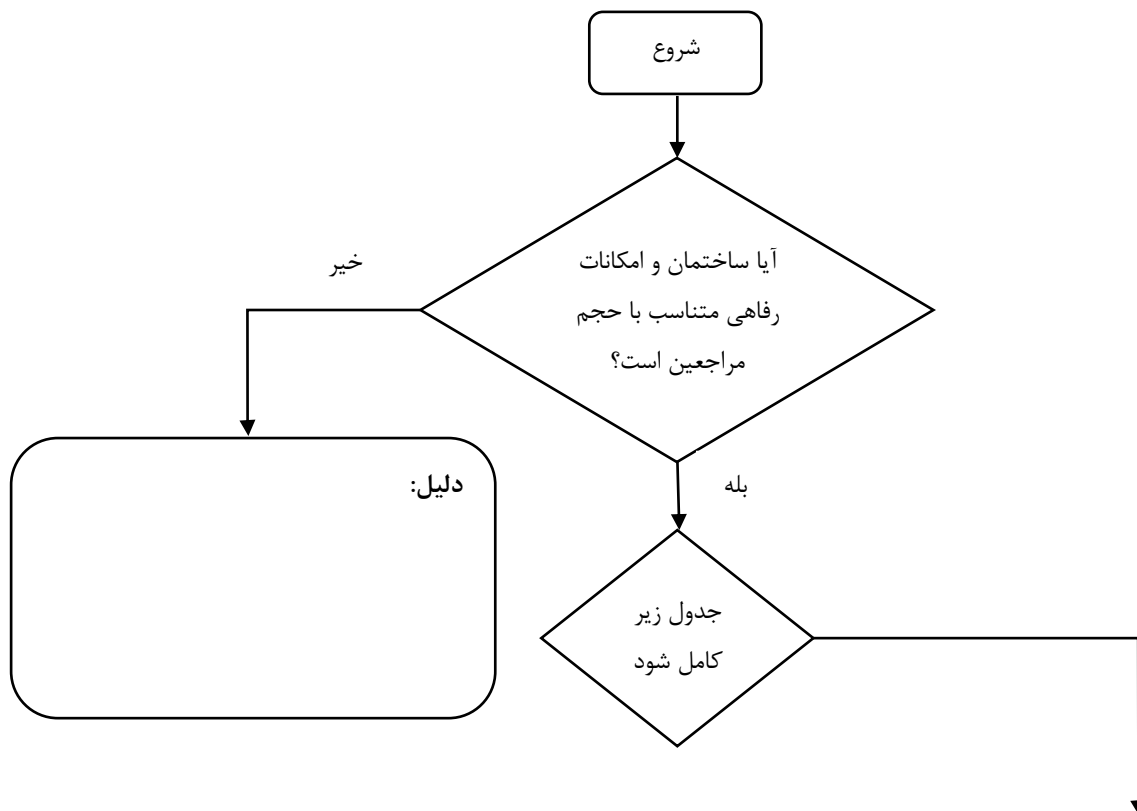 شروع
آیا ساختمان و امکانات
رفاهی متناسب با حجم
مراجعین است؟
خیر
بله
دلیل:
جدول زیر
کامل شود